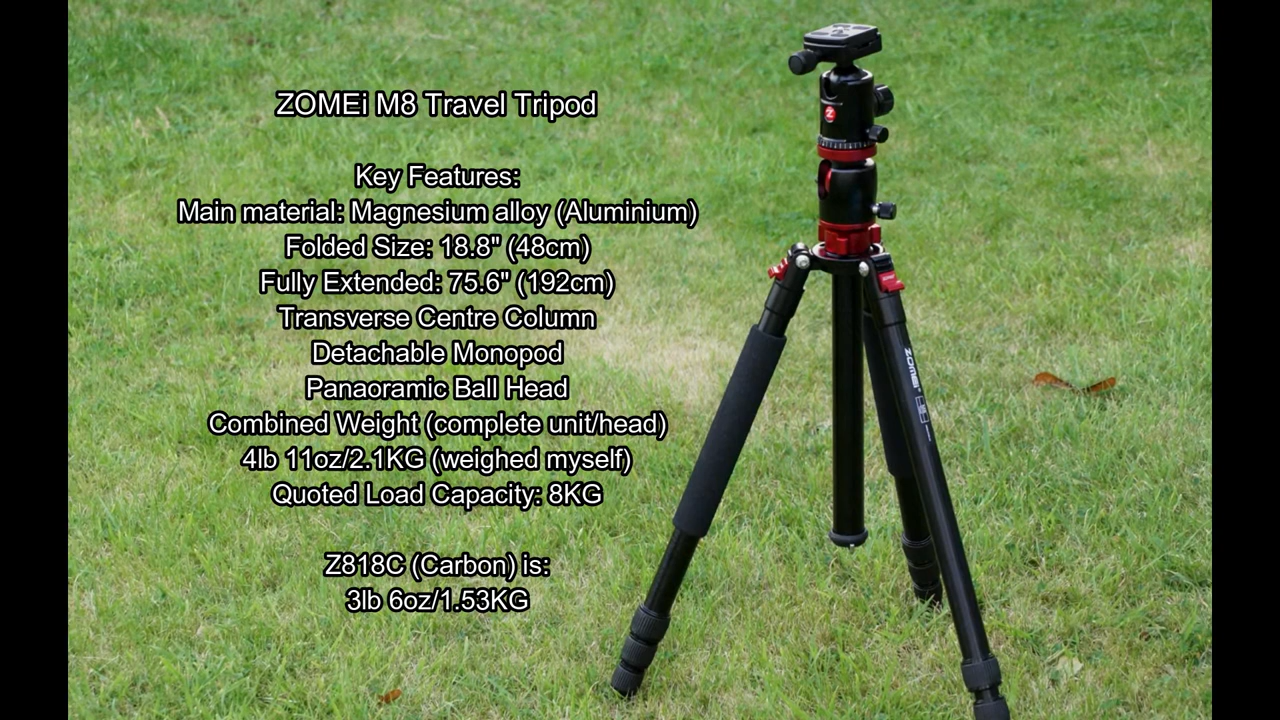 ZOMEi M8 Travel Tripod
Key Features:
Main material: Magnesium alloy (Aluminium)
Folded Size: 18.8" (48cm)
Fully Extended: 75.6" (192cm)
Transverse Centre Column
Detachable Monopod
Panaoramic Ball Head
Combined Weight (complete unit/head)
4lb 11oz/2.1KG (weighed myself)
Quoted Load Capacity: 8KG
Z818C (Carbon) is:
3lb 6oz/1.53KG
Z
ZOMEi